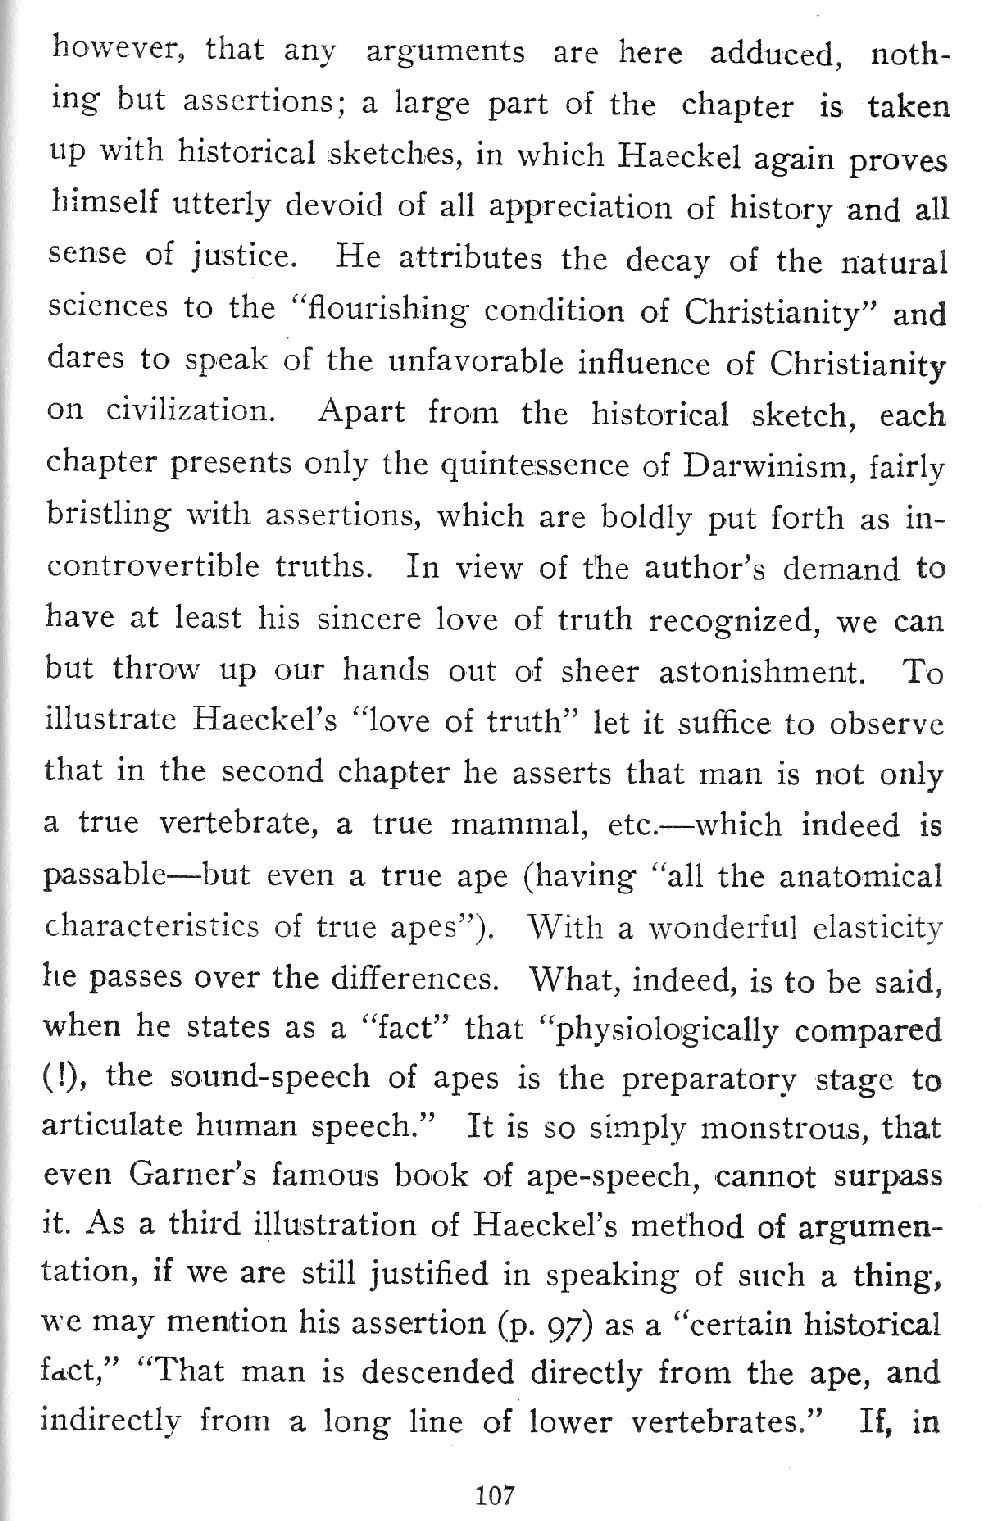 however, that any arguments are here adduced, noth-
ing but assertions; a large part of the chapter is taken
up with historical sketches, in which Haeckel again proves
himself utterly devoid of all appreciation of history and all
sense of justice. He attributes the decay of the natural
sciences to the “flourishing condition of Christianity” and
dares to speak of the unfavorable influence of Christianity
on civilization. Apart from the historical sketch, each
chapter presents only the quintessence of Darwinism, fairly
bristling with assertions, which are boldly put forth as in-
controvertible truths. In view of the author’s demand to
have at least his sincere love of truth recognized, we can
but throw up our hands out of sheer astonishment. To
illustrate Haeckel’s “love of truth” let it suffice to observe
that in the second chapter he asserts that man is not only
a true vertebrate, a true mammal, etc.—which indeed is
passable—but even a true ape (having “all the anatomical
characteristics of true apes”). With a wonderful elasticity
he passes over the differences. What, indeed, is to be said,
when he states as a “fact” that “physiologically compared
(!), the sound-speech of apes is the preparatory stage to
articulate human speech.” It is so simply monstrous, that
even Garner’s famous book of ape-speech, cannot surpass
it. As a third illustration of Haeckel’s method of argumen-
tation, if we are still justified in speaking of such a thing,
we may mention his assertion (p. 97) as a “certain historical
fact,” “That man is descended directly from the ape, and
indirectly from a long line of lower vertebrates.” If, in
107